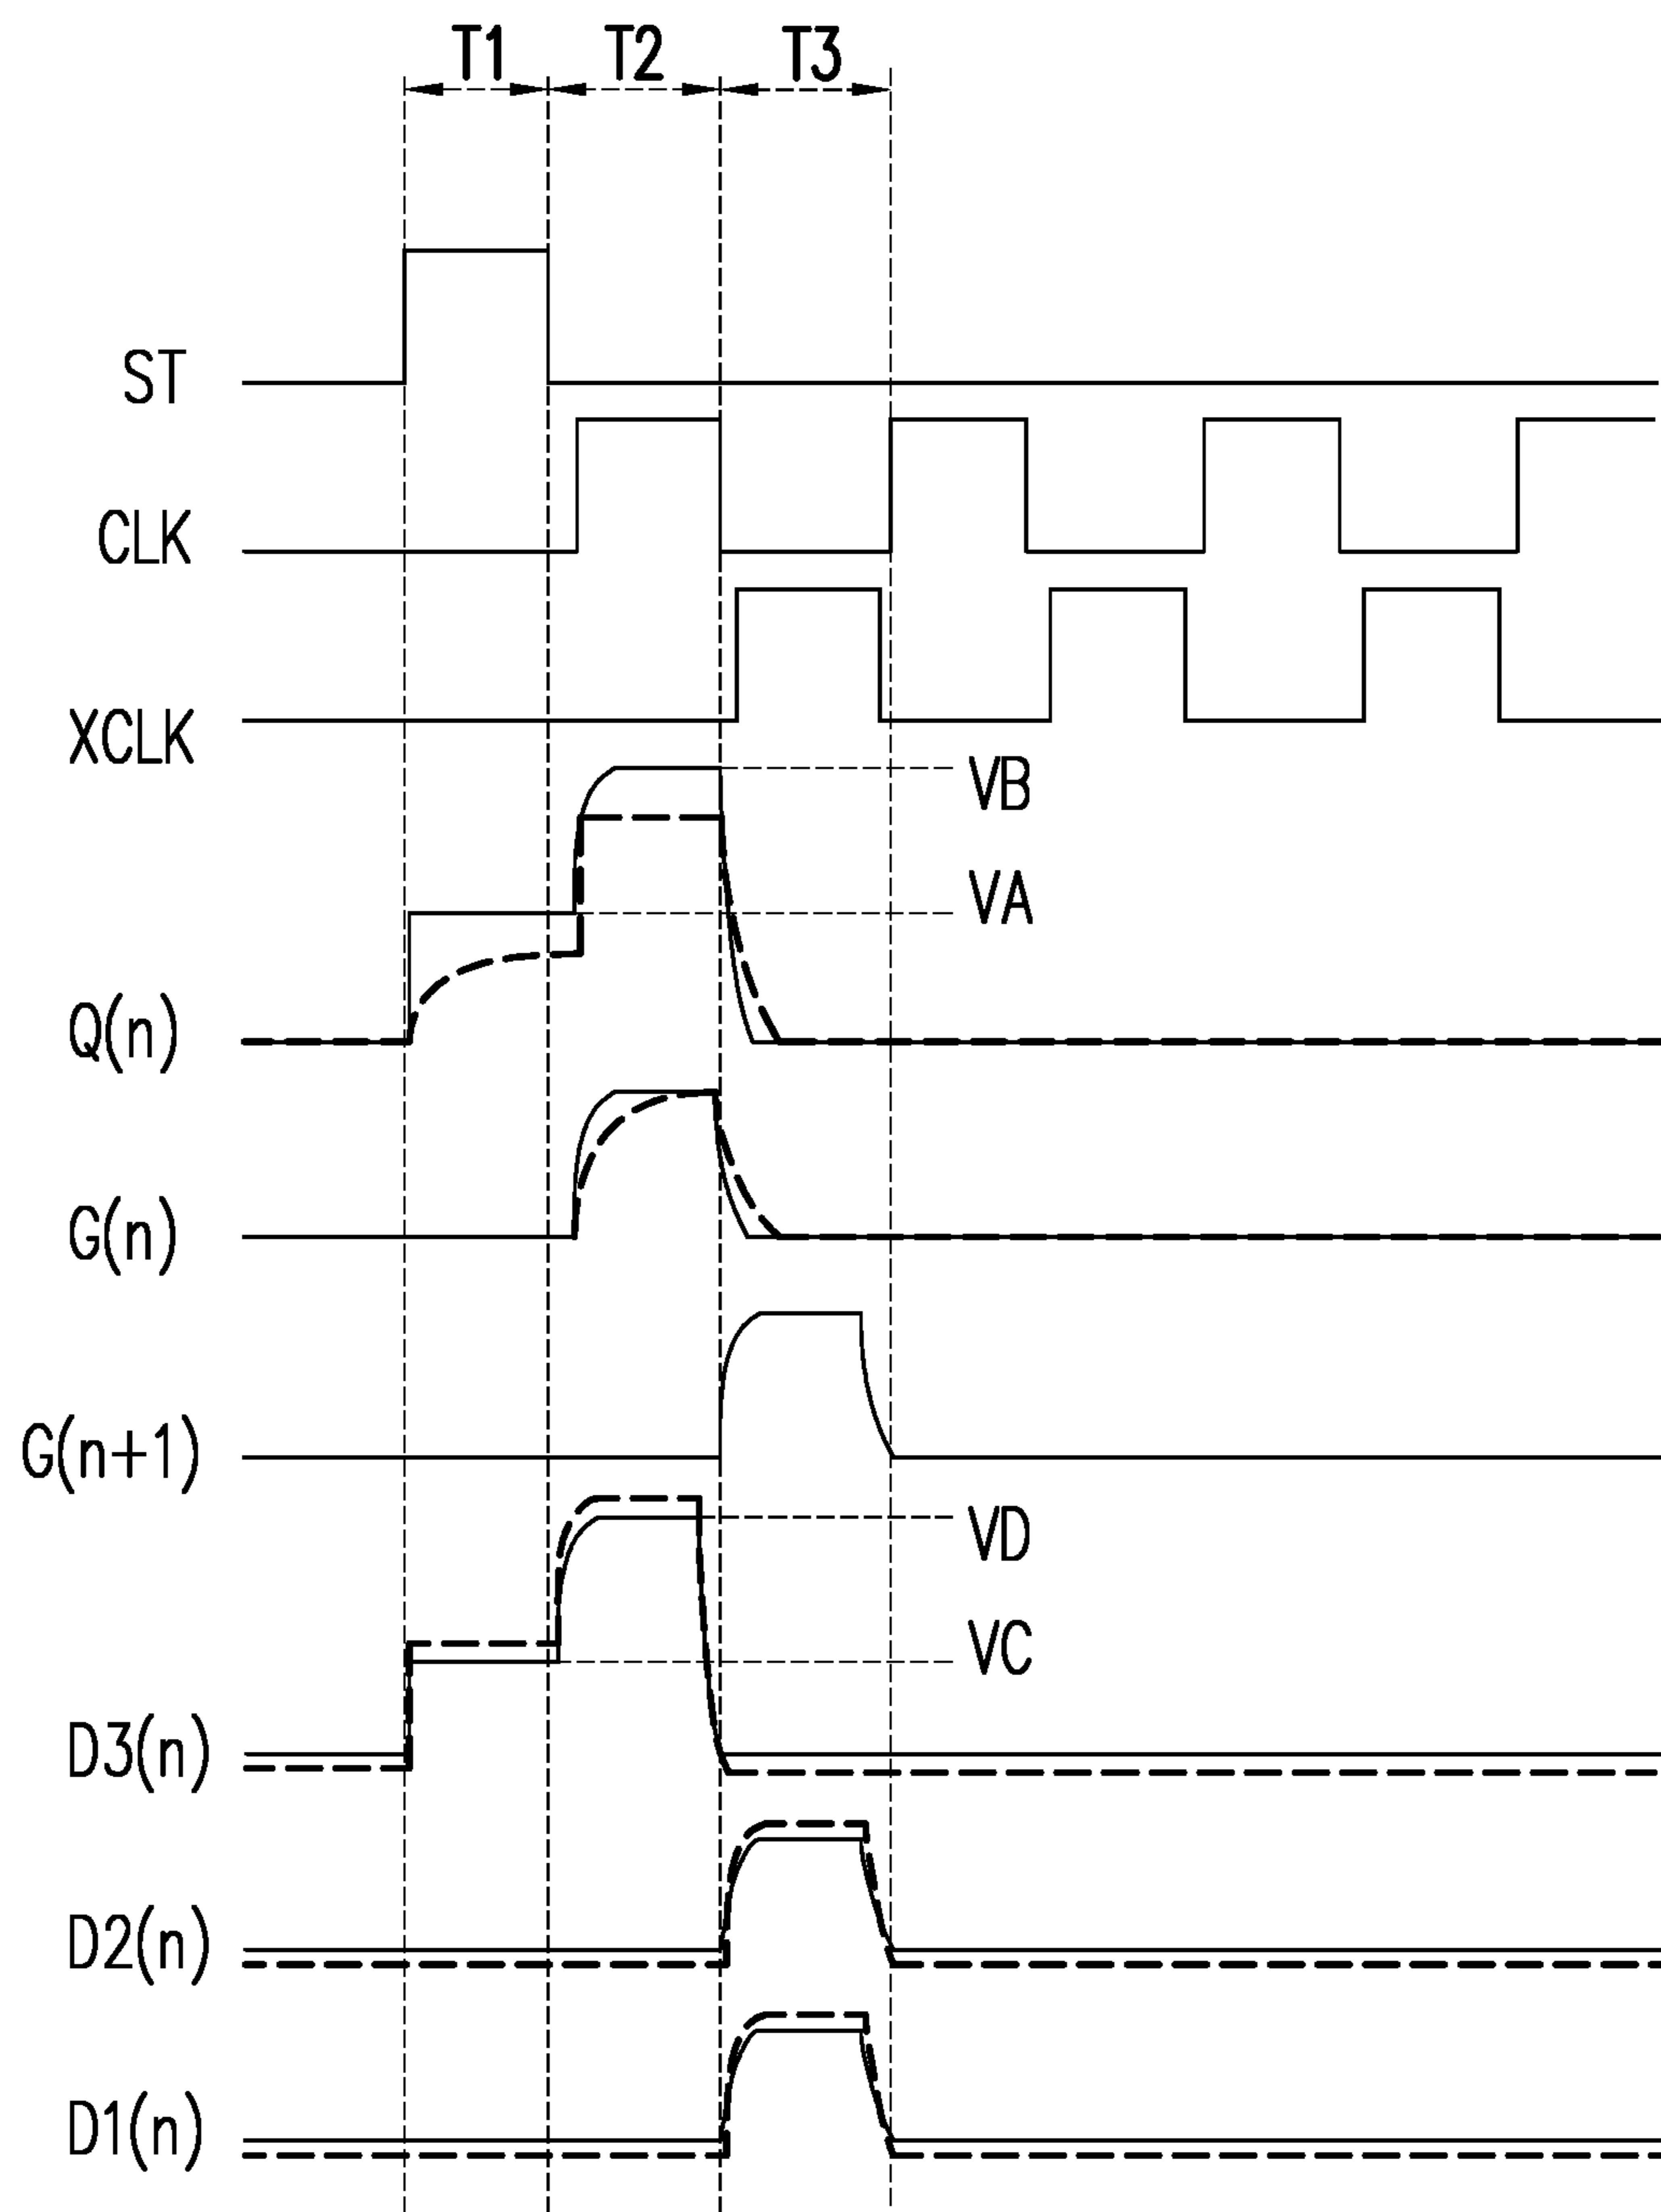 T1 T2 T3
ST
CLK
XCLK
VB
VA
Q(n)
G(n)
G(n+1)
VD
VC
D3(n)
D2(n)
D1(n)